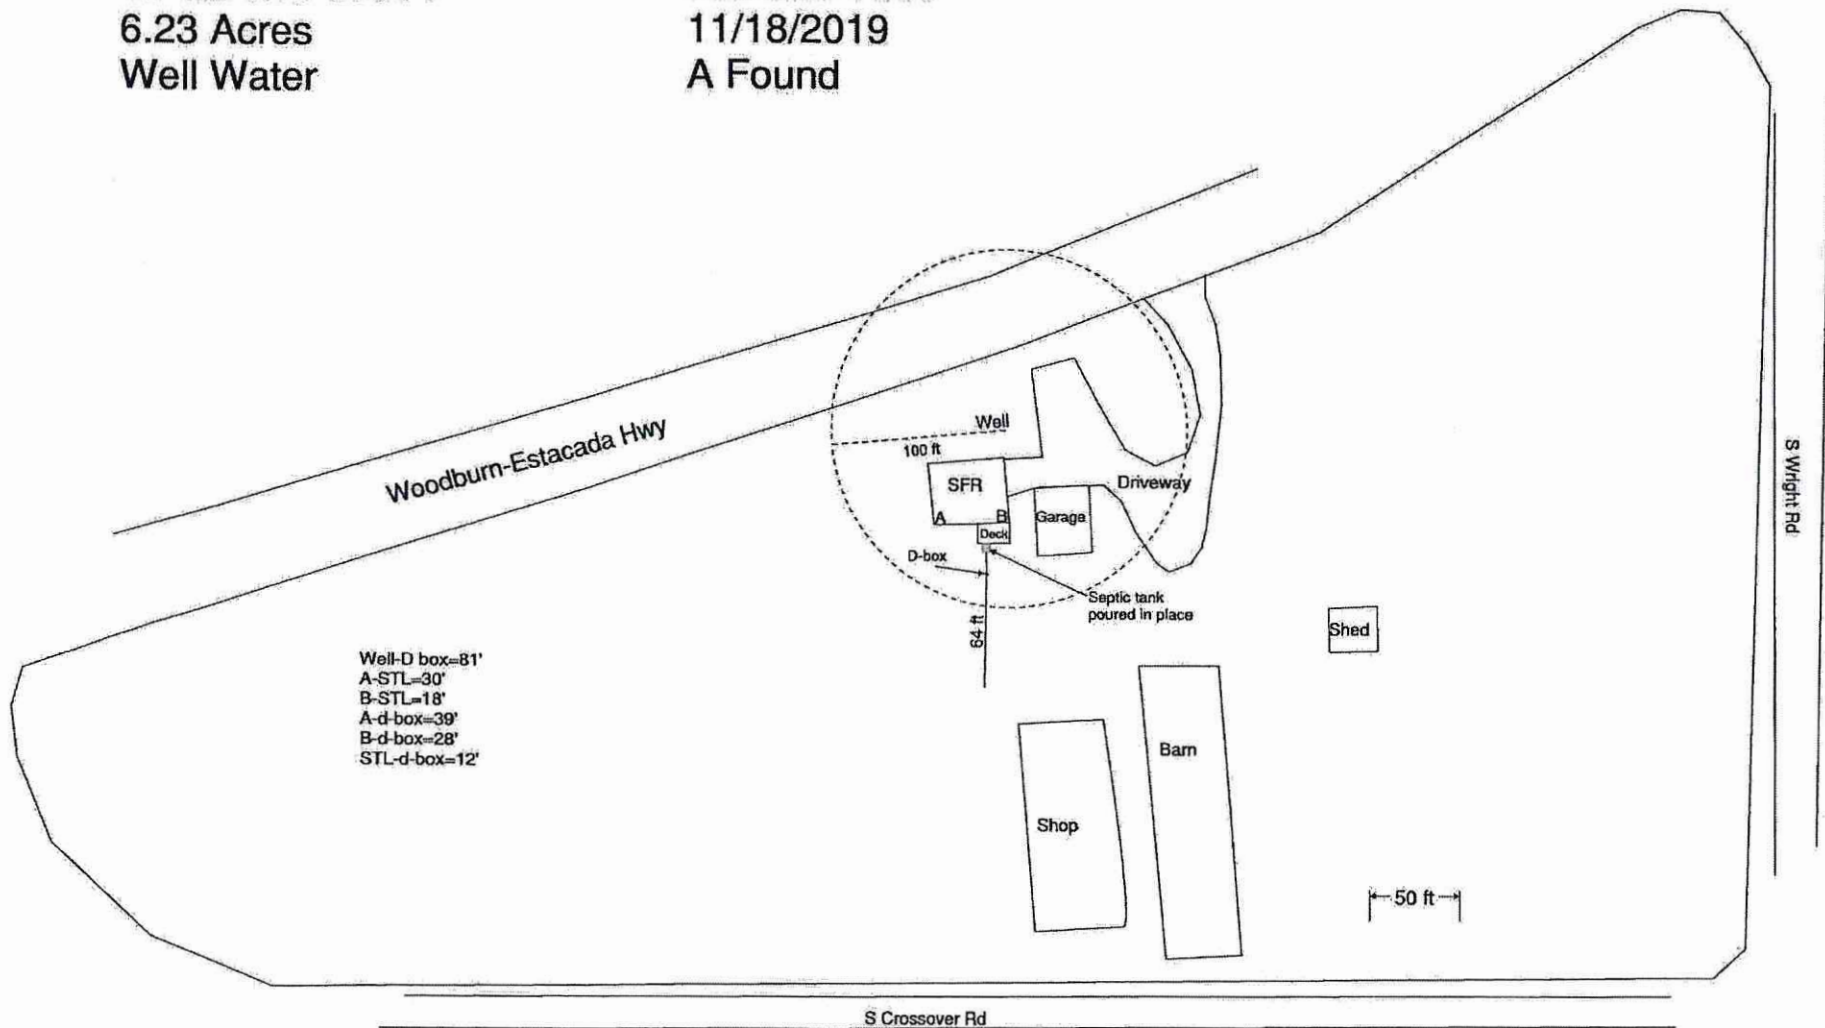 6.23 Acres
11/18/2019
Well Water
A Found
Woodburn-Estacada Hwy
Well
100 ft
SFR
A
B
Deck
Garage
Driveway
D-box
Septic tank
poured in place
64 ft
Shed
S Wright Rd
Well-D box=81'
A-STL=30'
B-STL=18'
A-d-box=39'
B-d-box=28'
STL-d-box=12'
Barn
Shop
50 ft
S Crossover Rd